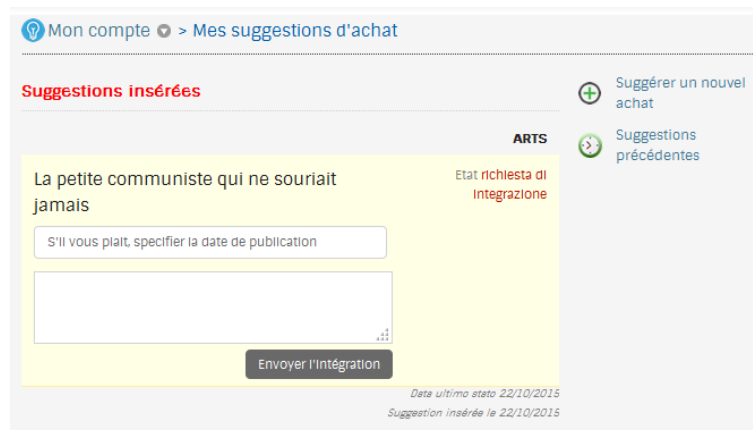 Mon compte > Mes suggestions d'achat
Suggestions insérées
Suggérer un nouvel
achat
ARTS
Suggestions
précédentes
La petite communiste qui ne souriait
jamais
Etat richiesta di
integrazione
S'il vous plait, specifier la date de publication
Envoyer l'intégration
Data ultimo stato 22/10/2015
Suggestion insérée le 22/10/2015